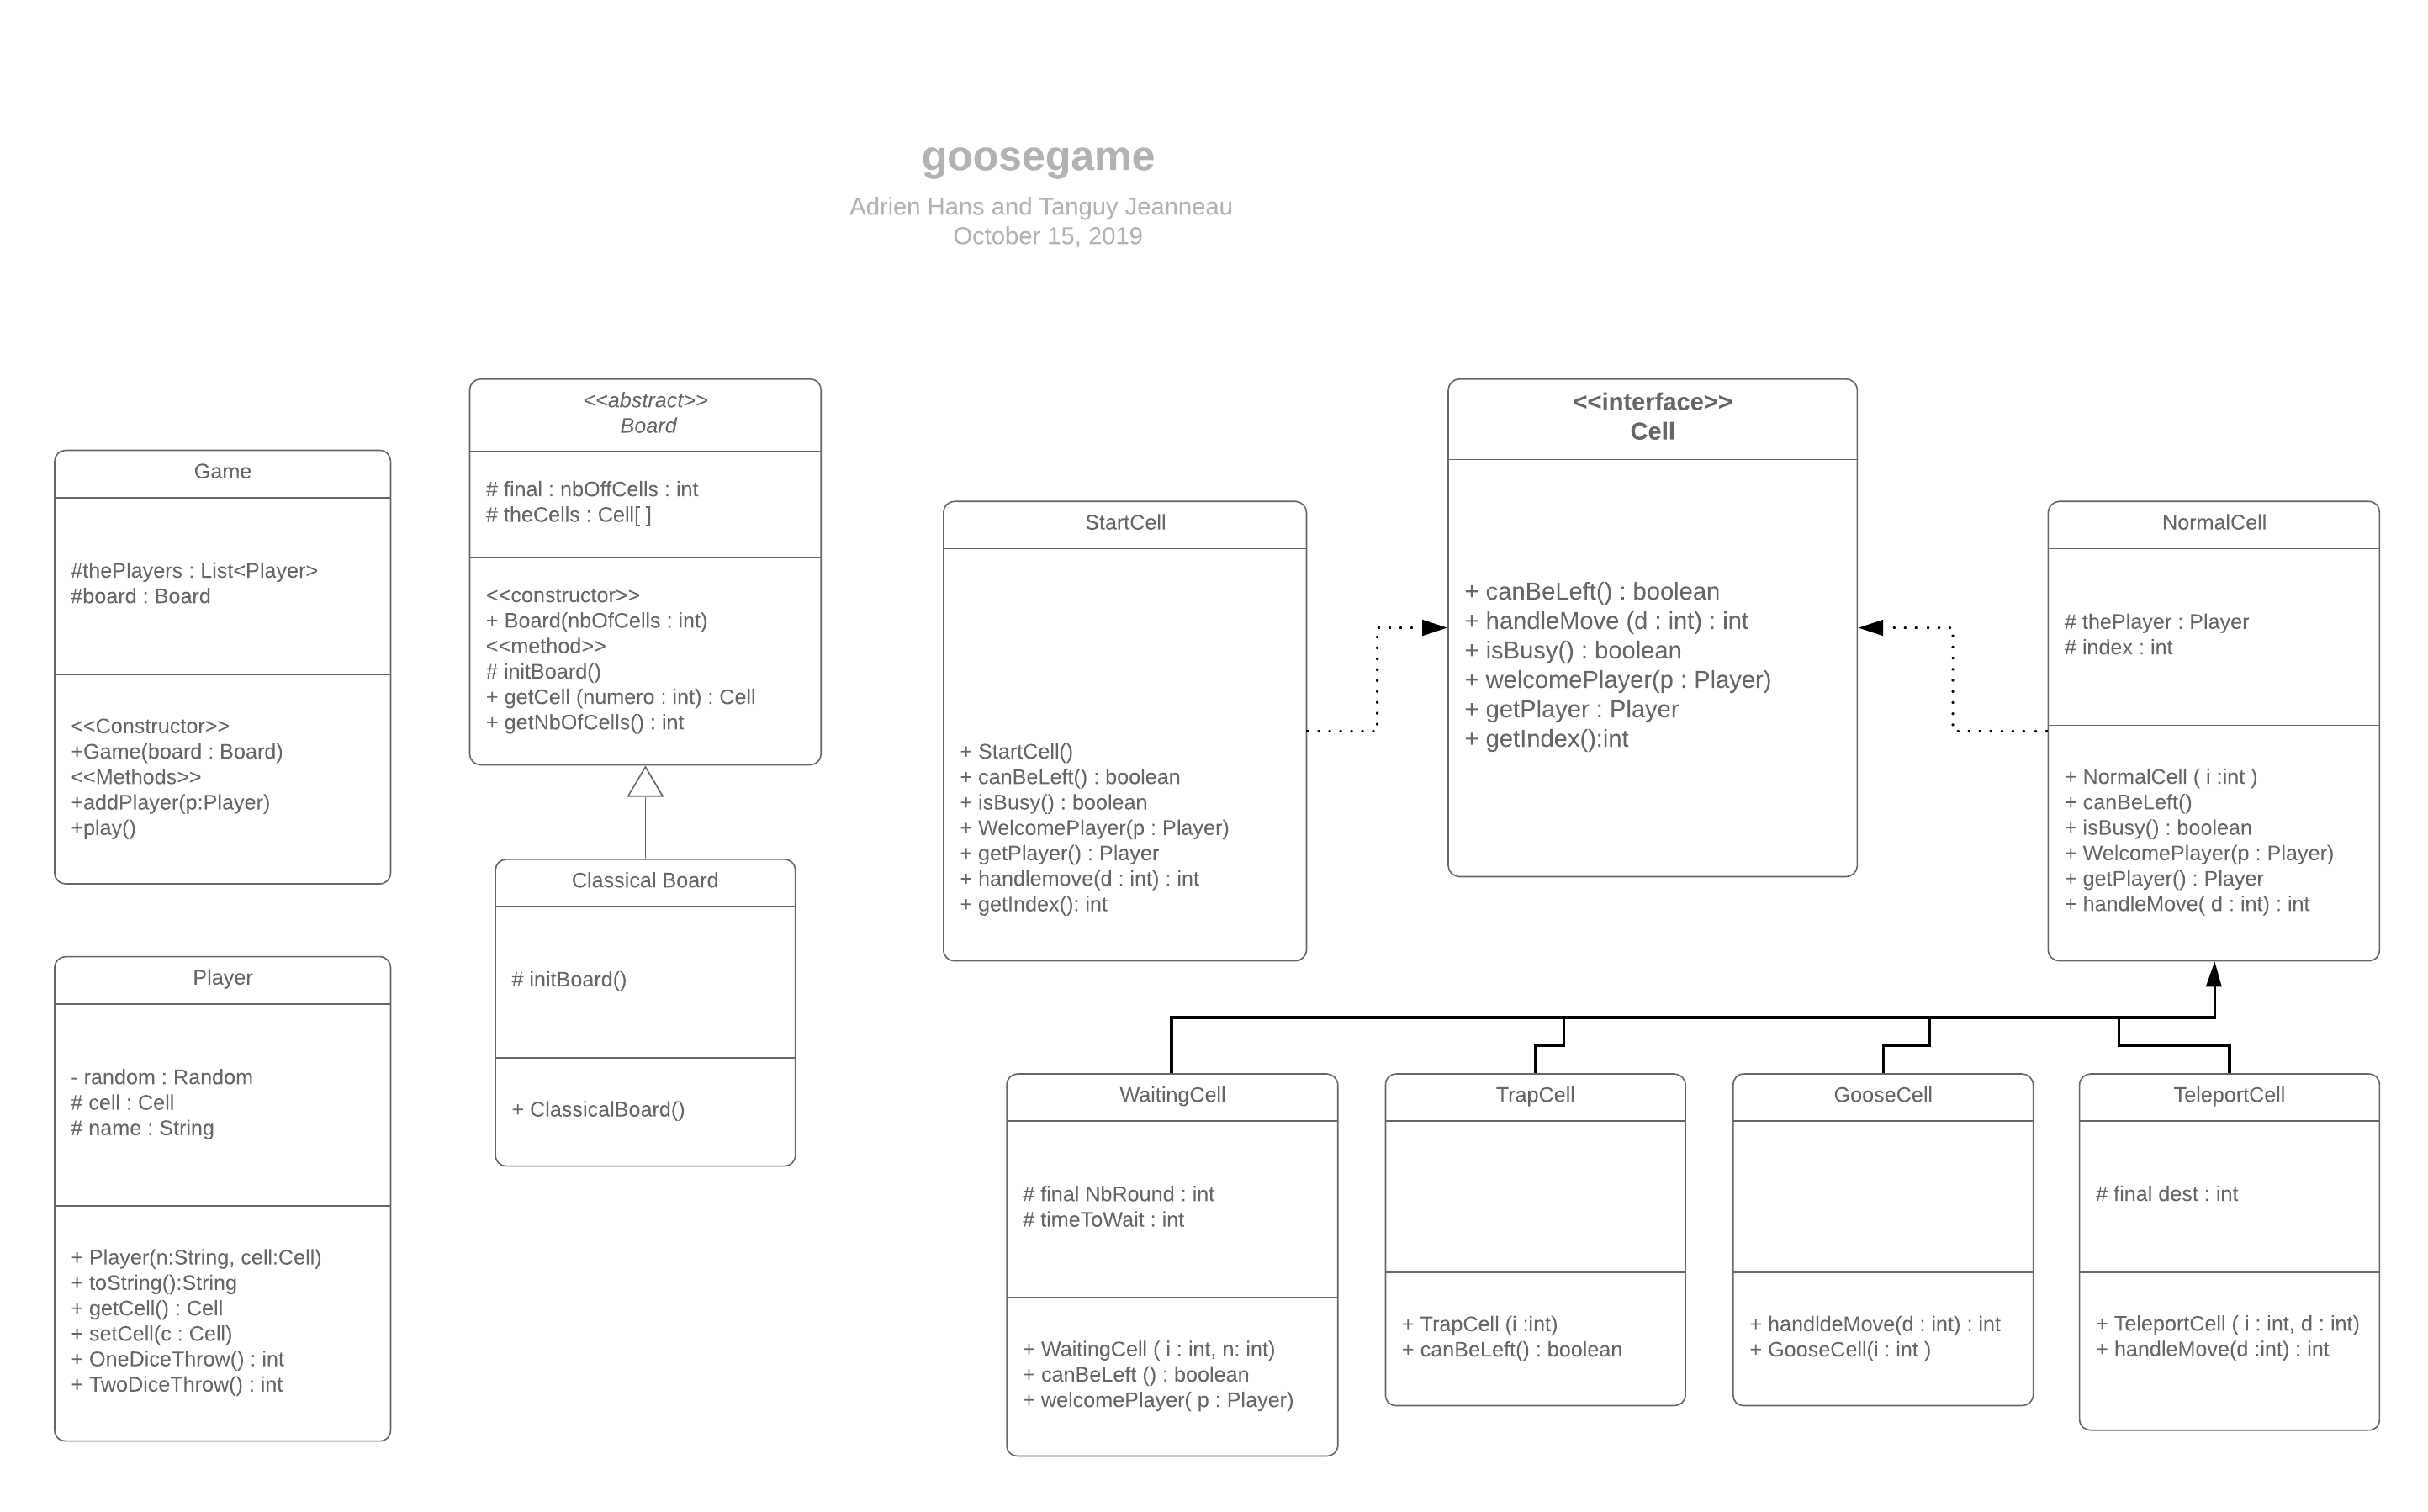 goosegame
Adrien Hans and Tanguy Jeanneau
October 15, 2019
Game
#thePlayers : List<Player>
#board : Board
<<Constructor>>
+Game(board : Board)
<<Methods>>
+addPlayer(p:Player)
+play()
Player
- random : Random
# cell : Cell
# name : String
+ Player(n:String, cell:Cell)
+ toString():String
+ getCell() : Cell
+ setCell(c : Cell)
+ OneDiceThrow() : int
+ TwoDiceThrow() : int
<<abstract>>
Board
# final : nbOffCells : int
# theCells : Cell[ ]
<<constructor>>
+ Board(nbOfCells : int)
<<method>>
# initBoard()
+ getCell (numero : int) : Cell
+ getNbOfCells() : int
Classical Board
# initBoard()
+ ClassicalBoard()
StartCell
+ StartCell()
+ canBeLeft() : boolean
+ isBusy() : boolean
+ WelcomePlayer(p : Player)
+ getPlayer() : Player
+ handlemove(d : int) : int
+ getIndex(): int
<<interface>>
Cell
+ canBeLeft() : boolean
+ handleMove (d : int) : int
+ isBusy() : boolean
+ welcomePlayer(p : Player)
+ getPlayer : Player
+ getIndex():int
NormalCell
# thePlayer : Player
# index : int
+ NormalCell ( i :int )
+ canBeLeft()
+ isBusy() : boolean
+ WelcomePlayer(p : Player)
+ getPlayer() : Player
+ handleMove( d : int) : int
WaitingCell
# final NbRound : int
# timeToWait : int
+ WaitingCell ( i : int, n: int)
+ canBeLeft () : boolean
+ welcomePlayer( p : Player)
TrapCell
+ TrapCell (i :int)
+ canBeLeft() : boolean
GooseCell
+ handldeMove(d : int) : int
+ GooseCell(i : int )
TeleportCell
# final dest : int
+ TeleportCell ( i : int, d : int)
+ handleMove(d :int) : int